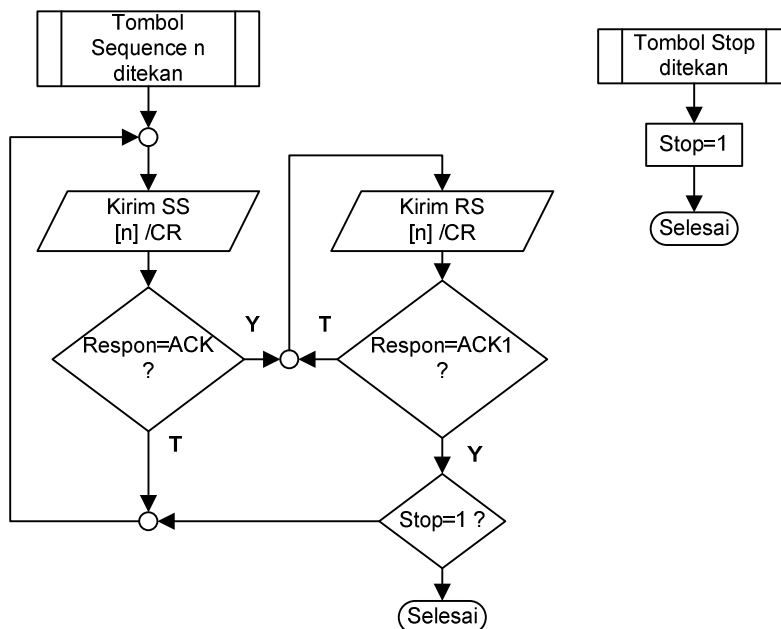 Tombol
Sequence n
ditekan
Tombol Stop
ditekan
Stop=1
Selesai
Kirim SS
[n] /CR
Kirim RS
[n] /CR
Respon=ACK
?
Y
T
Respon=ACK1
?
T
Y
Stop=1 ?
Selesai